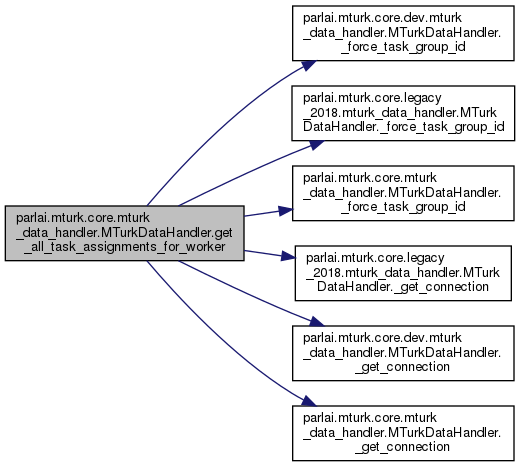 parlai.mturk.core.dev.mturk
_data_handler.MTurkDataHandler.
_force_task_group_id
parlai.mturk.core.legacy
_2018.mturk_data_handler.MTurk
DataHandler._force_task_group_id
parlai.mturk.core.mturk
_data_handler.MTurkDataHandler.
_force_task_group_id
parlai.mturk.core.mturk
_data_handler.MTurkDataHandler.get
_all_task_assignments_for_worker
parlai.mturk.core.legacy
_2018.mturk_data_handler.MTurk
DataHandler._get_connection
parlai.mturk.core.dev.mturk
_data_handler.MTurkDataHandler.
_get_connection
parlai.mturk.core.mturk
_data_handler.MTurkDataHandler.
_get_connection